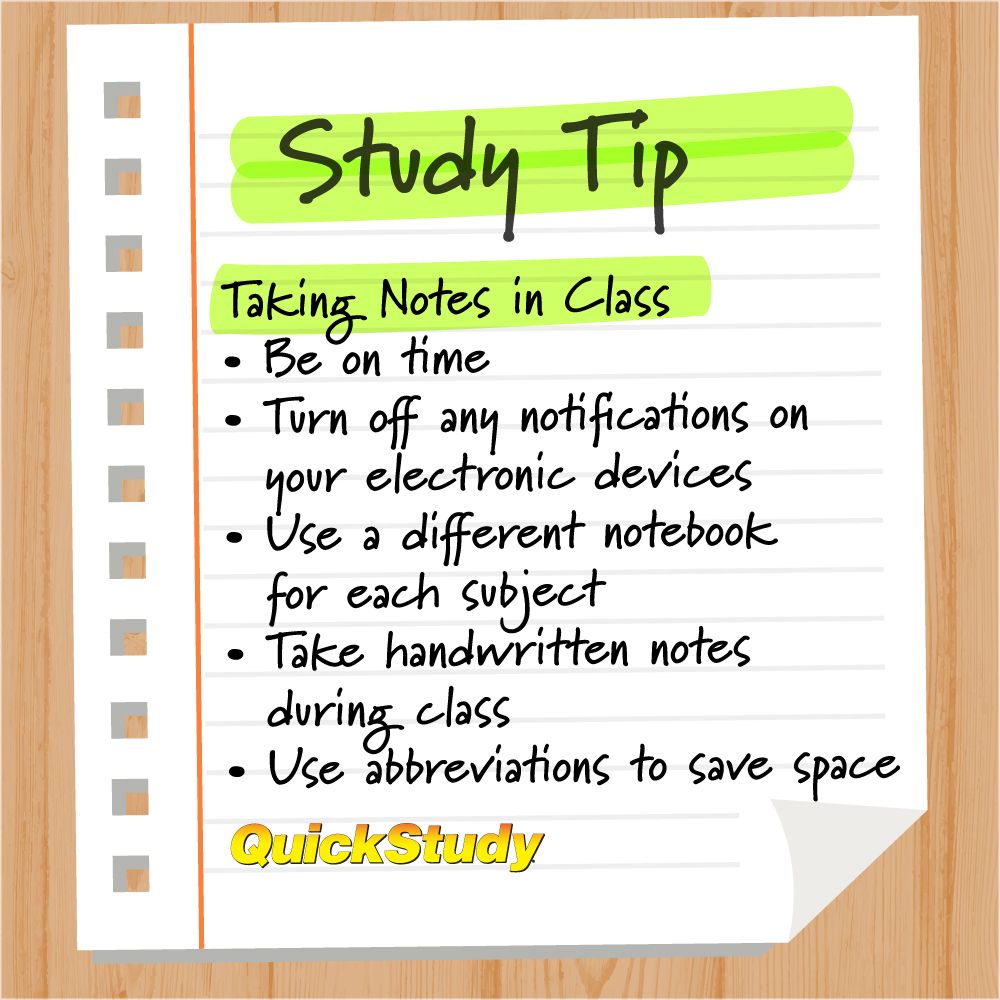 Study Tip
Taking Notes in Class
• Be on time
• Turn off any notifications on
your electronic devices
• Use a different notebook
for each subject
• Take handwritten notes
during class
• Use abbreviations to save space
QuickStudy